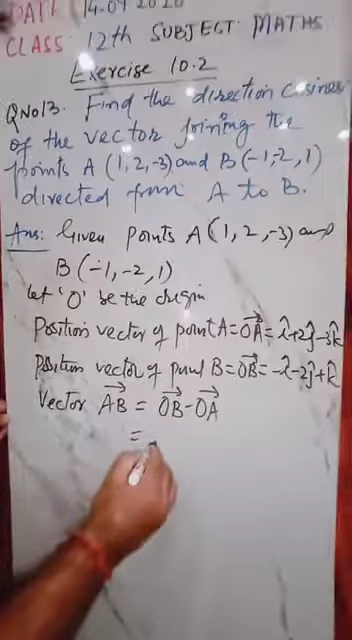 DATE 14-09-2020
CLASS: 12th SUBJECT: MATHS
Exercise 10.2
QNo13. Find the direction cosines
of the vector joining the
points A (1, 2, -3) and B(-1,-2, 1)
directed from A to B.
Ans: Given points A(1, 2, -3) and
B(-1, -2, 1)
Let 'O' be the origin
Position vector of point A = OA→ = î+2ĵ-3k̂
Position vector of point B = OB→ = -î-2ĵ+k̂
Vector AB→ = OB→ - OA→
=